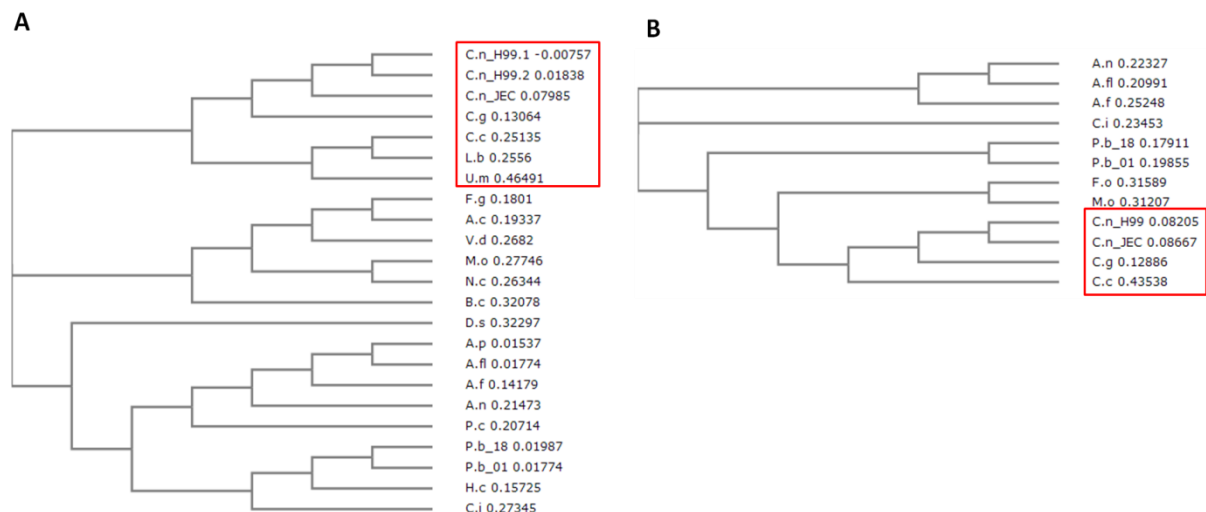 A
C.n_H99.1 -0.00757
C.n_H99.2 0.01838
C.n_JEC 0.07985
C.g 0.13064
C.c 0.25135
L.b 0.2556
U.m 0.46491
F.g 0.1801
A.c 0.19337
V.d 0.2682
M.o 0.27746
N.c 0.26344
B.c 0.32078
D.s 0.32297
A.p 0.01537
A.fl 0.01774
A.f 0.14179
A.n 0.21473
P.c 0.20714
P.b_18 0.01987
P.b_01 0.01774
H.c 0.15725
C.i 0.27345
B
A.n 0.22327
A.fl 0.20991
A.f 0.25248
C.i 0.23453
P.b_18 0.17911
P.b_01 0.19855
F.o 0.31589
M.o 0.31207
C.n_H99 0.08205
C.n_JEC 0.08667
C.g 0.12886
C.c 0.43538